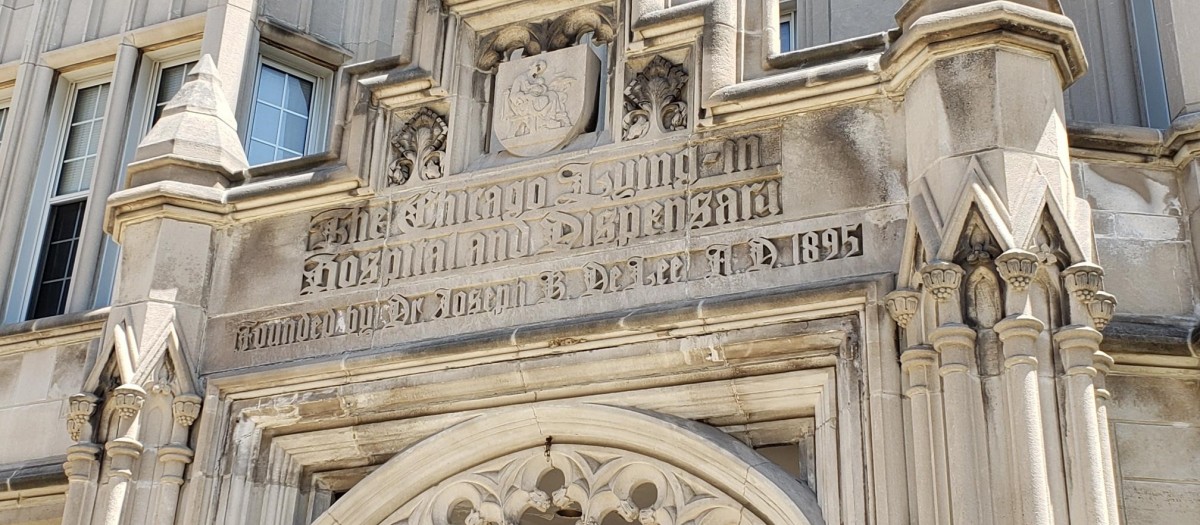 The Chicago Lying-in
Hospital and Dispensary
Founded by Dr Joseph B. DeLee A. D. 1895